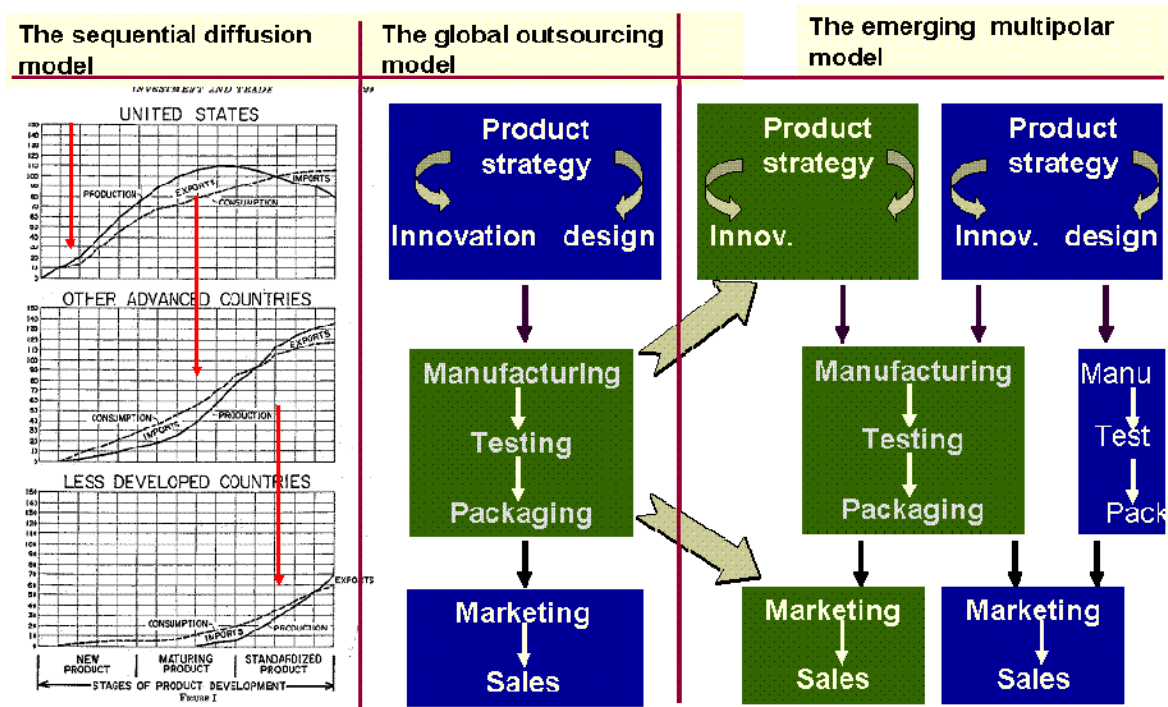 The sequential diffusion
model
The global outsourcing
model
The emerging multipolar
model
INVESTMENT AND TRADE
UNITED STATES
PRODUCTION
EXPORTS
IMPORTS
CONSUMPTION
OTHER ADVANCED COUNTRIES
EXPORTS
CONSUMPTION
IMPORTS
PRODUCTION
LESS DEVELOPED COUNTRIES
EXPORTS
CONSUMPTION
IMPORTS
PRODUCTION
NEW
PRODUCT
MATURING
PRODUCT
STANDARDIZED
PRODUCT
STAGES OF PRODUCT DEVELOPMENT
FIGURE I
Product
strategy
Innovation design
Manufacturing
Testing
Packaging
Marketing
Sales
Product
strategy
Innov.
Product
strategy
Innov. design
Manufacturing
Testing
Packaging
Manu
Test
Pack
Marketing
Sales
Marketing
Sales